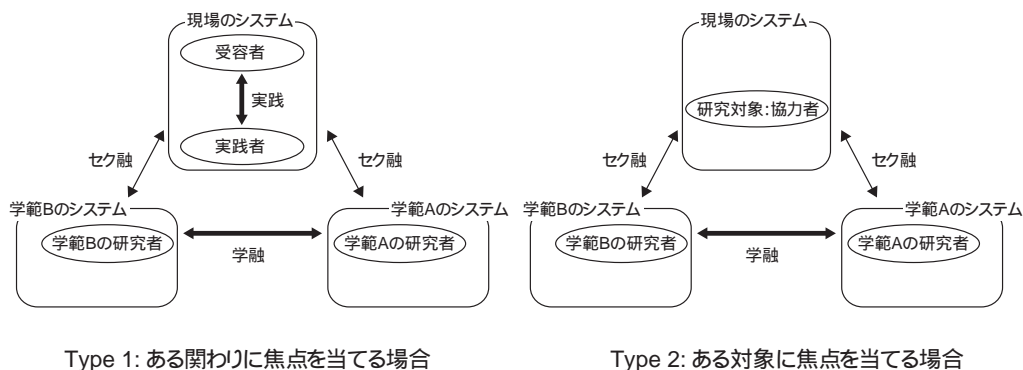 現場のシステム
受容者
実践
実践者
セク融
セク融
学範Bのシステム
学範Aのシステム
学範Bの研究者
学範Aの研究者
学融
Type 1: ある関わりに焦点を当てる場合
現場のシステム
研究対象:協力者
セク融
セク融
学範Bのシステム
学範Aのシステム
学範Bの研究者
学範Aの研究者
学融
Type 2: ある対象に焦点を当てる場合